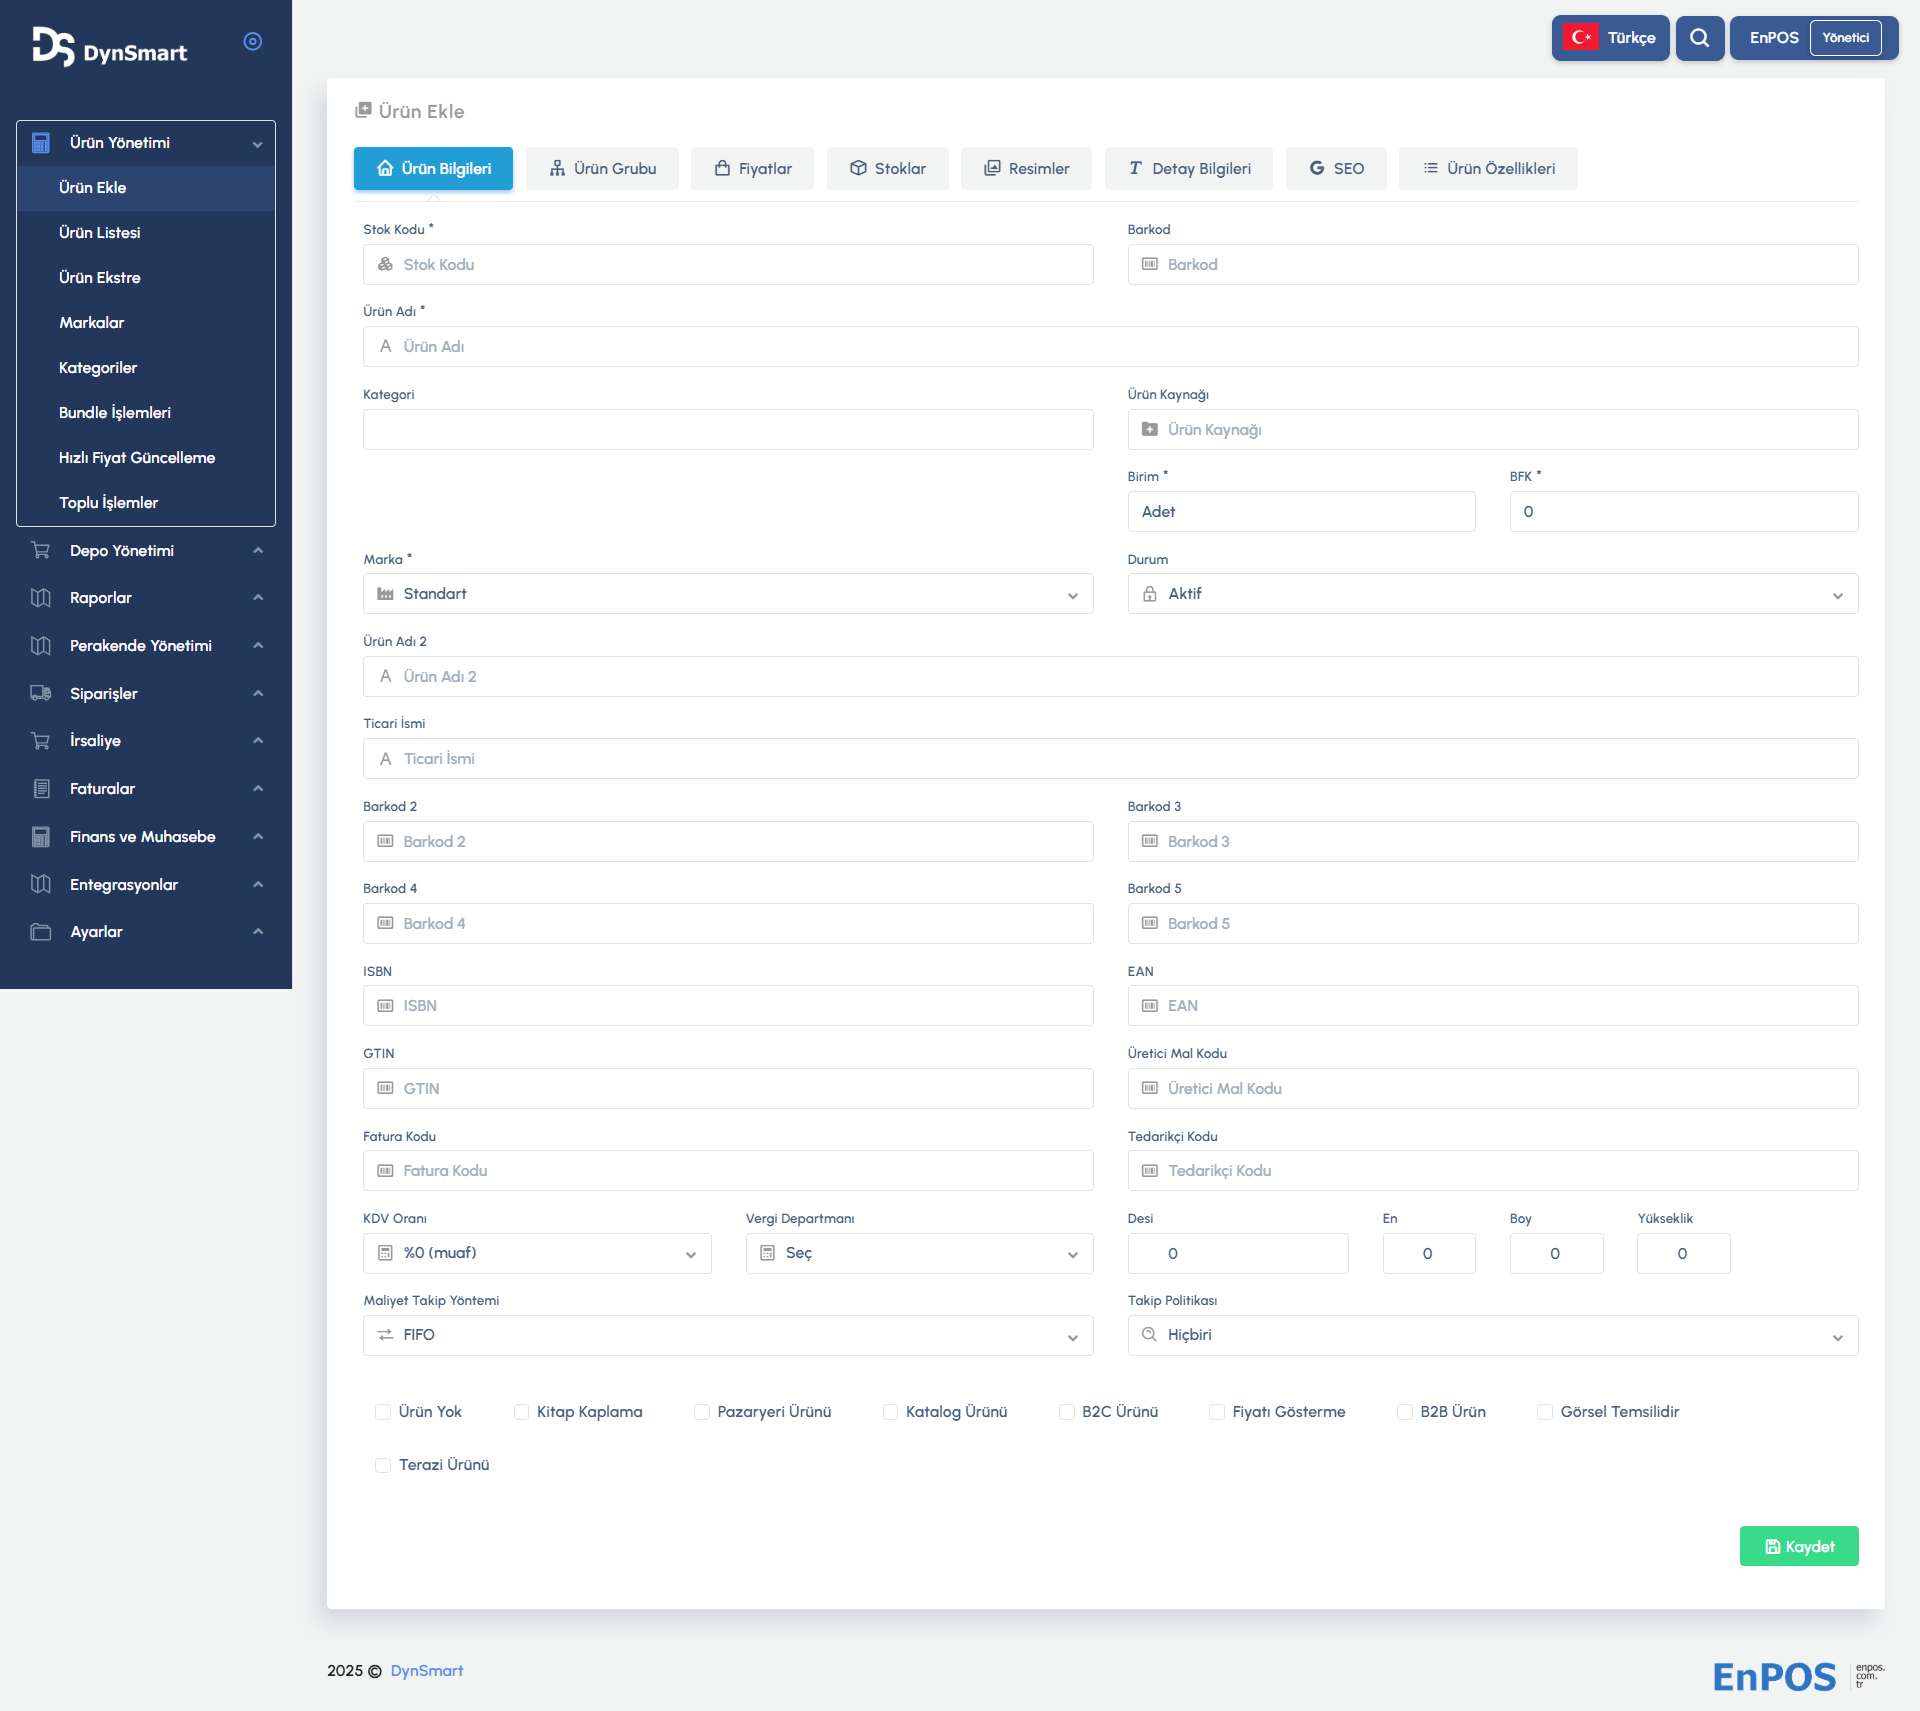 DS DynSmart
Türkçe
EnPOS Yönetici
Ürün Yönetimi
Ürün Ekle
Ürün Listesi
Ürün Ekstre
Markalar
Kategoriler
Bundle İşlemleri
Hızlı Fiyat Güncelleme
Toplu İşlemler
Depo Yönetimi
Raporlar
Perakende Yönetimi
Siparişler
İrsaliye
Faturalar
Finans ve Muhasebe
Entegrasyonlar
Ayarlar
Ürün Ekle
Ürün Bilgileri Ürün Grubu Fiyatlar Stoklar Resimler Detay Bilgileri SEO Ürün Özellikleri
Stok Kodu * Barkod
Stok Kodu Barkod
Ürün Adı *
Ürün Adı
Kategori Ürün Kaynağı
Ürün Kaynağı
Birim * BFK *
Adet 0
Marka * Durum
Standart Aktif
Ürün Adı 2
Ürün Adı 2
Ticari İsmi
Ticari İsmi
Barkod 2 Barkod 3
Barkod 2 Barkod 3
Barkod 4 Barkod 5
Barkod 4 Barkod 5
ISBN EAN
ISBN EAN
GTIN Üretici Mal Kodu
GTIN Üretici Mal Kodu
Fatura Kodu Tedarikçi Kodu
Fatura Kodu Tedarikçi Kodu
KDV Oranı Vergi Departmanı Desi En Boy Yükseklik
%0 (muaf) Seç 0 0 0 0
Maliyet Takip Yöntemi Takip Politikası
FIFO Hiçbiri
Ürün Yok Kitap Kaplama Pazaryeri Ürünü Katalog Ürünü B2C Ürünü Fiyatı Gösterme B2B Ürün Görsel Temsilidir
Terazi Ürünü
Kaydet
2025 © DynSmart
EnPOS
enpos.
com.
tr